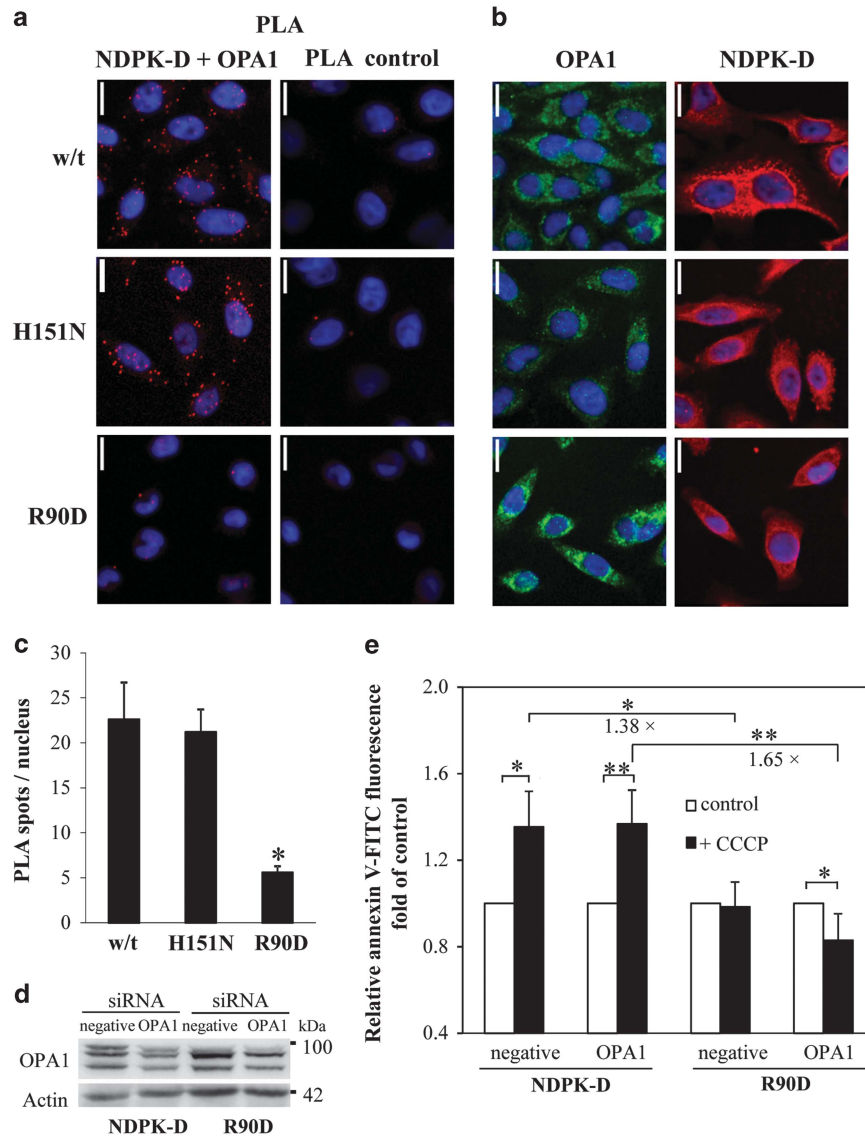 a
PLA
NDPK-D + OPA1
PLA control
w/t
H151N
R90D
b
OPA1
NDPK-D
c
PLA spots / nucleus
30
25
20
15
10
5
0
*
w/t
H151N
R90D
d
siRNA
siRNA
negative OPA1 negative OPA1 kDa
OPA1
100
Actin
42
NDPK-D
R90D
e
Relative annexin V-FITC fluorescence
fold of control
2.0
1.6
1.2
0.8
0.4
*
1.38 ×
**
1.65 ×
*
**
control
+ CCCP
*
negative
OPA1
negative
OPA1
NDPK-D
R90D